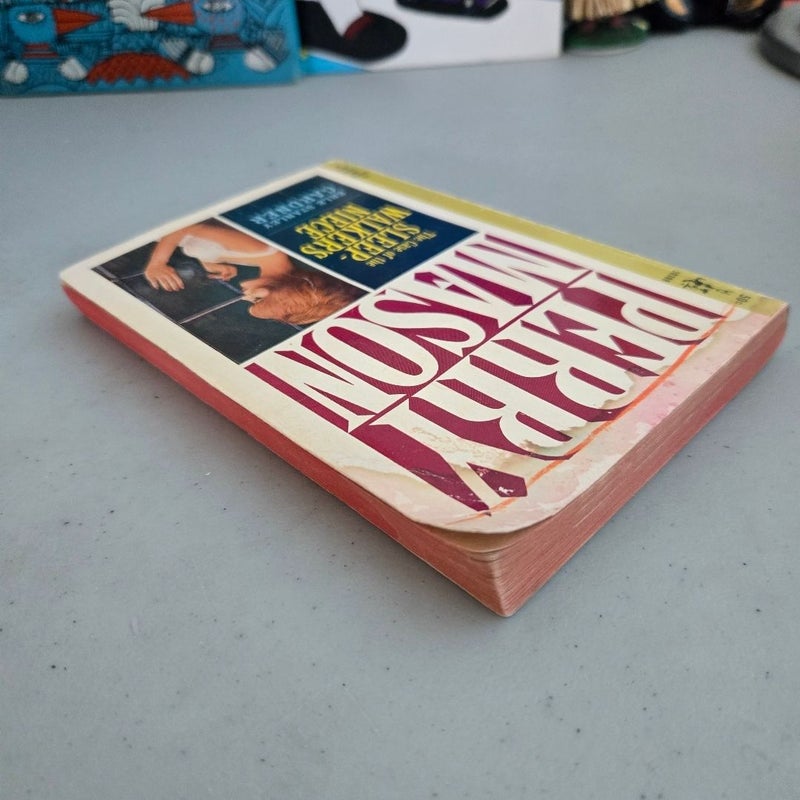 PERRY
MASON
The Case of the
SLEEP-
WALKER'S
NIECE
ERLE STANLEY
GARDNER